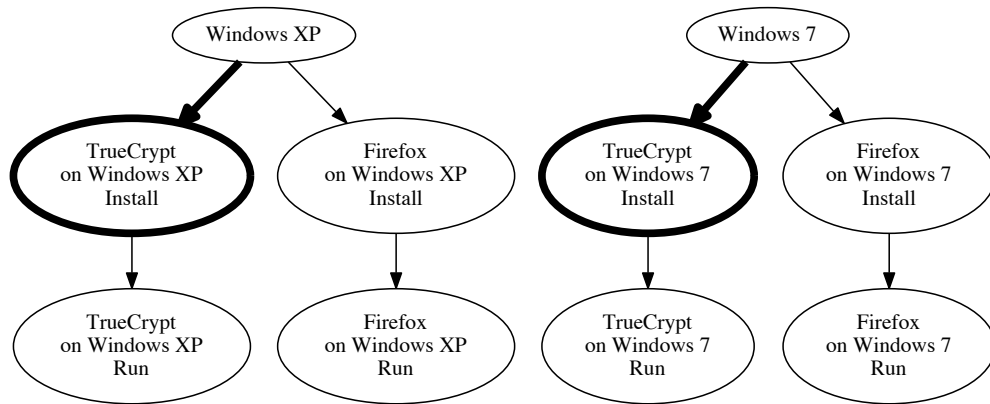 Windows XP
Windows 7
TrueCrypt
on Windows XP
Install
Firefox
on Windows XP
Install
TrueCrypt
on Windows 7
Install
Firefox
on Windows 7
Install
TrueCrypt
on Windows XP
Run
Firefox
on Windows XP
Run
TrueCrypt
on Windows 7
Run
Firefox
on Windows 7
Run